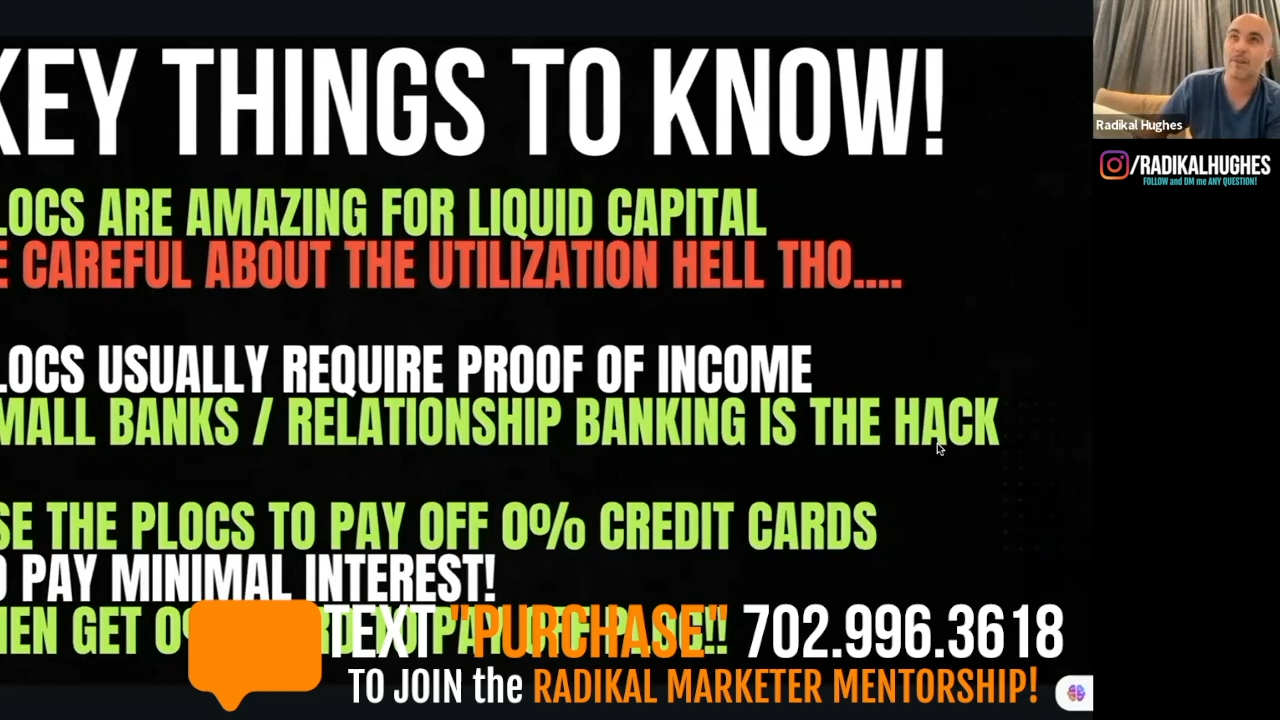 KEY THINGS TO KNOW!
LOCS ARE AMAZING FOR LIQUID CAPITAL
E CAREFUL ABOUT THE UTILIZATION HELL THO....
LOCS USUALLY REQUIRE PROOF OF INCOME
MALL BANKS / RELATIONSHIP BANKING IS THE HACK
SE THE PLOCS TO PAY OFF 0% CREDIT CARDS
O PAY MINIMAL INTEREST!
HEN GET
TEXT "PURCHASE" 702.996.3618
TO JOIN the RADIKAL MARKETER MENTORSHIP!
Radikal Hughes
/RADIKALHUGHES
FOLLOW and DM me ANY QUESTION!